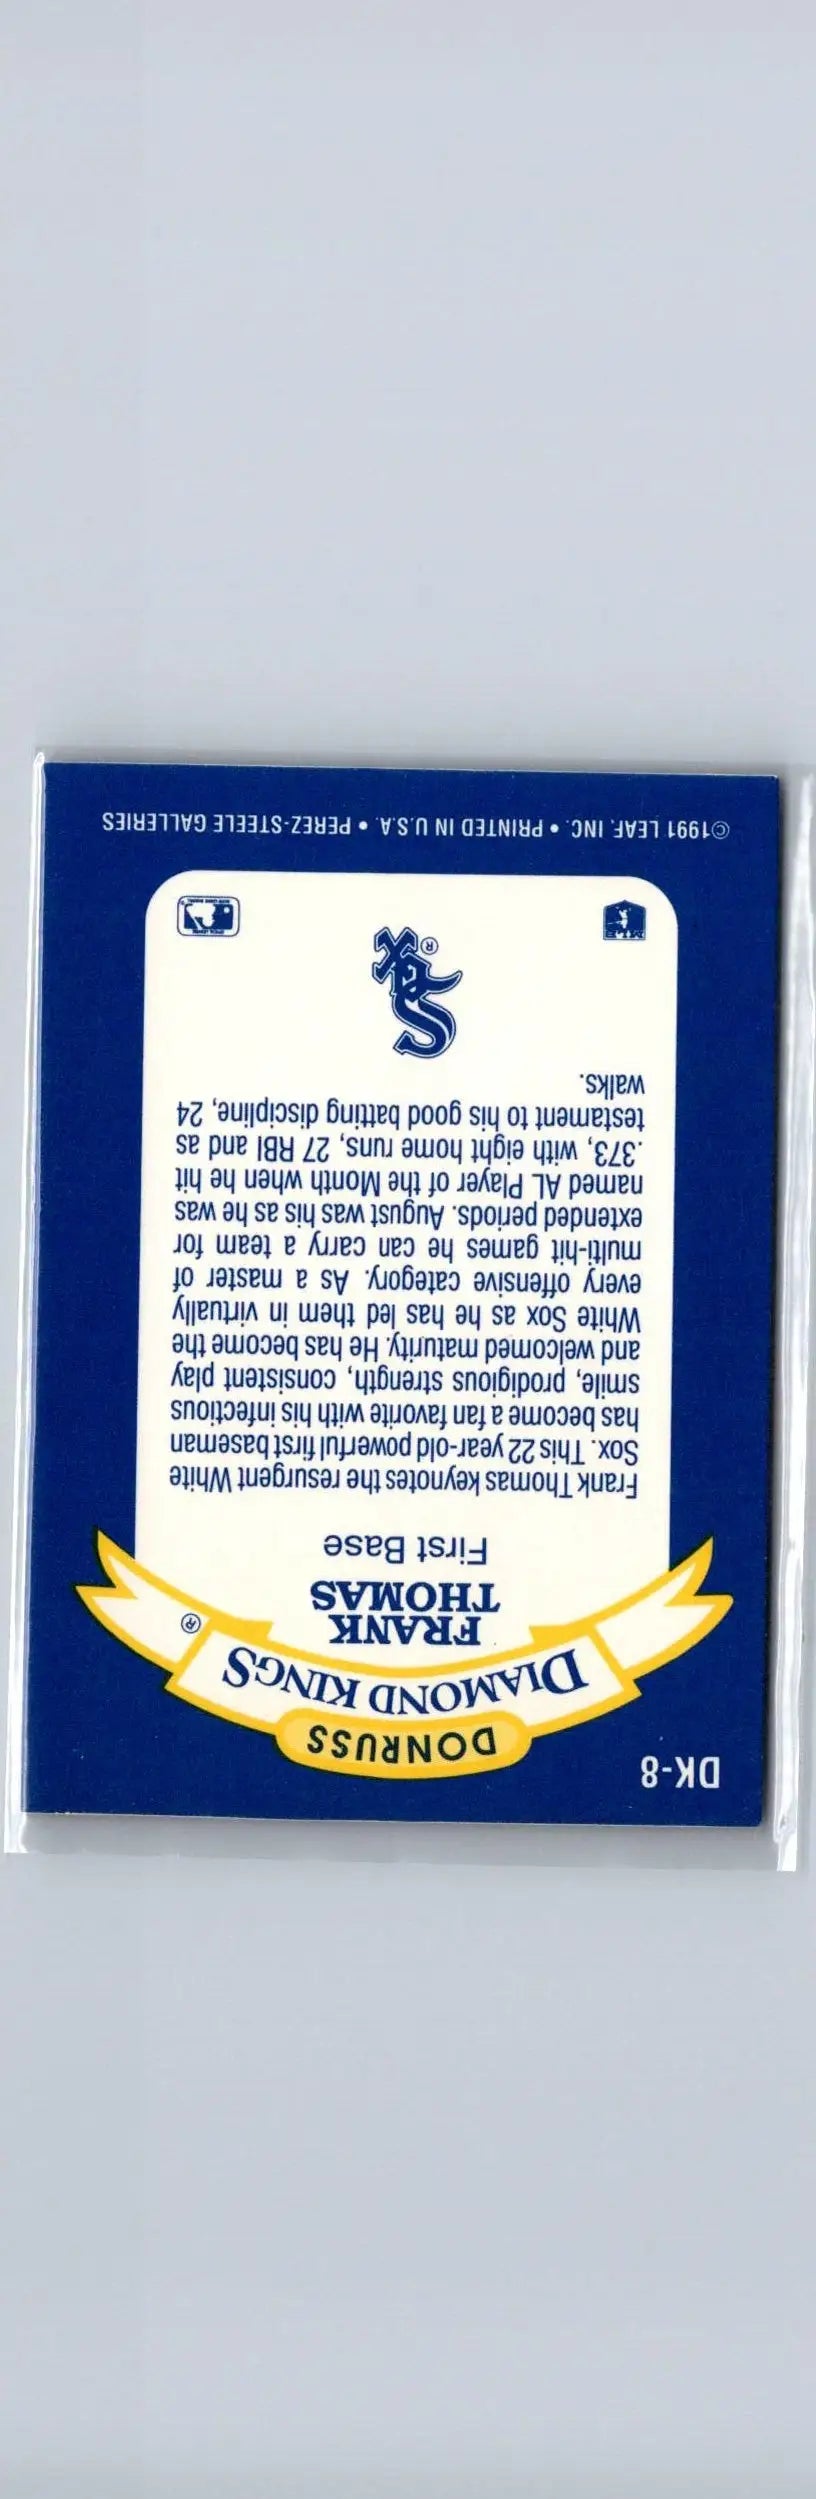 DK-8
DONRUSS
DIAMOND KINGS
®
FRANK
THOMAS
First Base
Frank Thomas keynotes the resurgent White
Sox. This 22 year-old powerful first baseman
has become a fan favorite with his infectious
smile, prodigious strength, consistent play
and welcomed maturity. He has become the
White Sox as he has led them in virtually
every offensive category. As a master of
multi-hit games he can carry a team for
extended periods. August was his as he was
named AL Player of the Month when he hit
.373, with eight home runs, 27 RBI and as
testament to his good batting discipline, 24
walks.
Sox
®
©1991 LEAF, INC. • PRINTED IN U.S.A. • PEREZ-STEELE GALLERIES